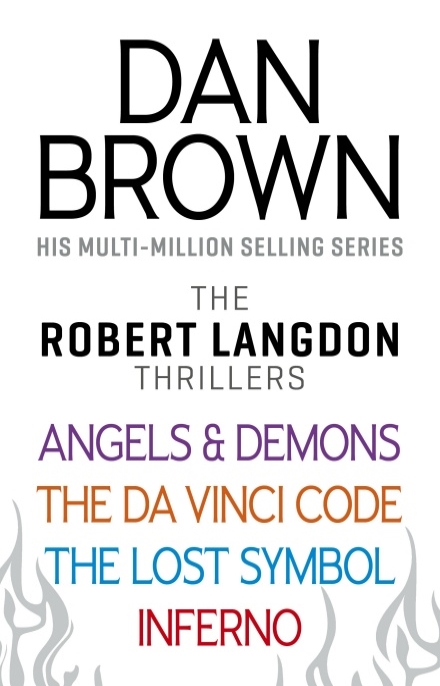 DAN
BROWN
HIS MULTI-MILLION SELLING SERIES
THE
ROBERT LANGDON
THRILLERS
ANGELS & DEMONS
THE DA VINCI CODE
THE LOST SYMBOL
INFERNO